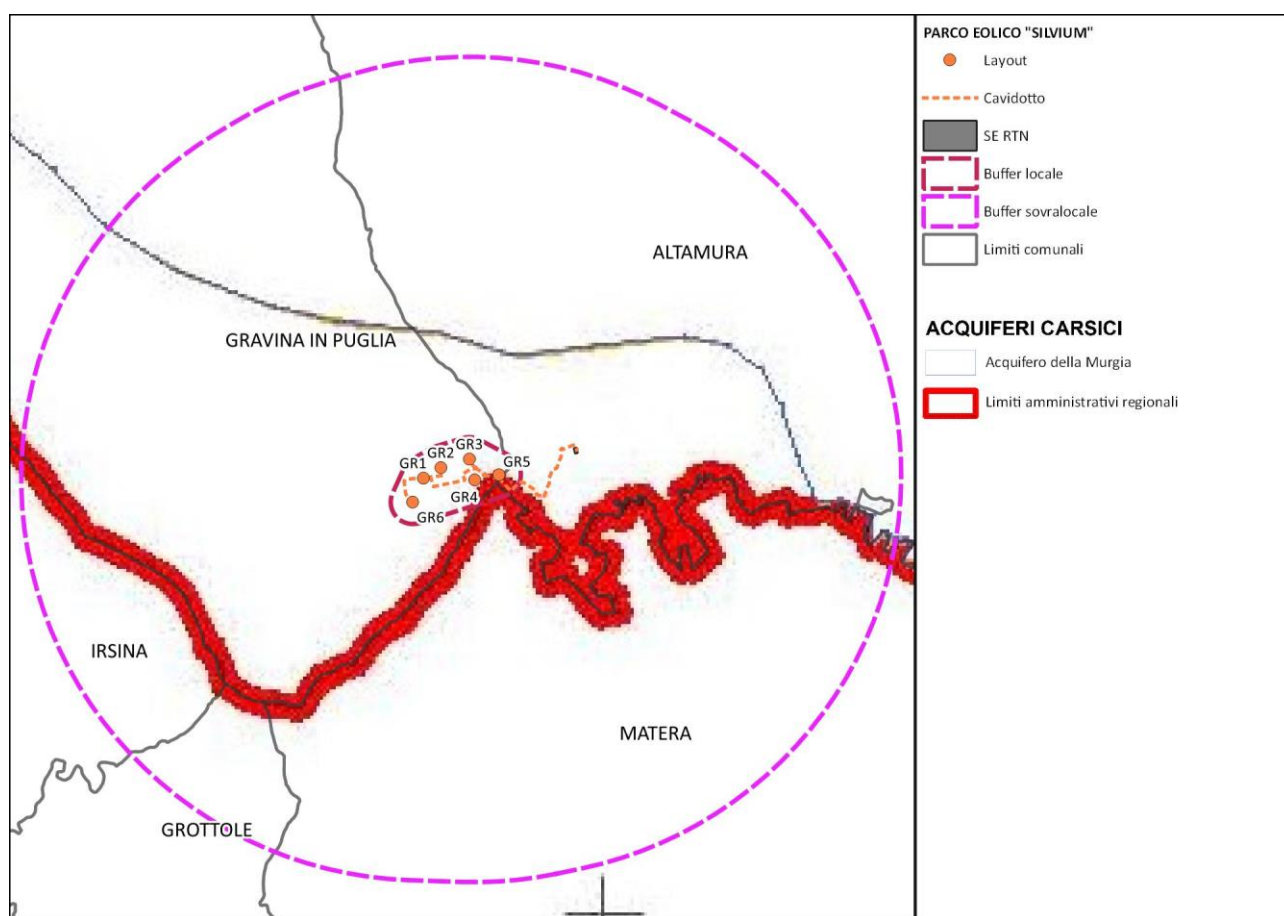 PARCO EOLICO "SILVIUM"
Layout
Cavidotto
SE RTN
Buffer locale
Buffer sovralocale
Limiti comunali
ACQUIFERI CARSICI
Acquifero della Murgia
Limiti amministrativi regionali
ALTAMURA
GRAVINA IN PUGLIA
GR3
GR2
GR1
GR5
GR4
GR6
IRSINA
MATERA
GROTTOLE